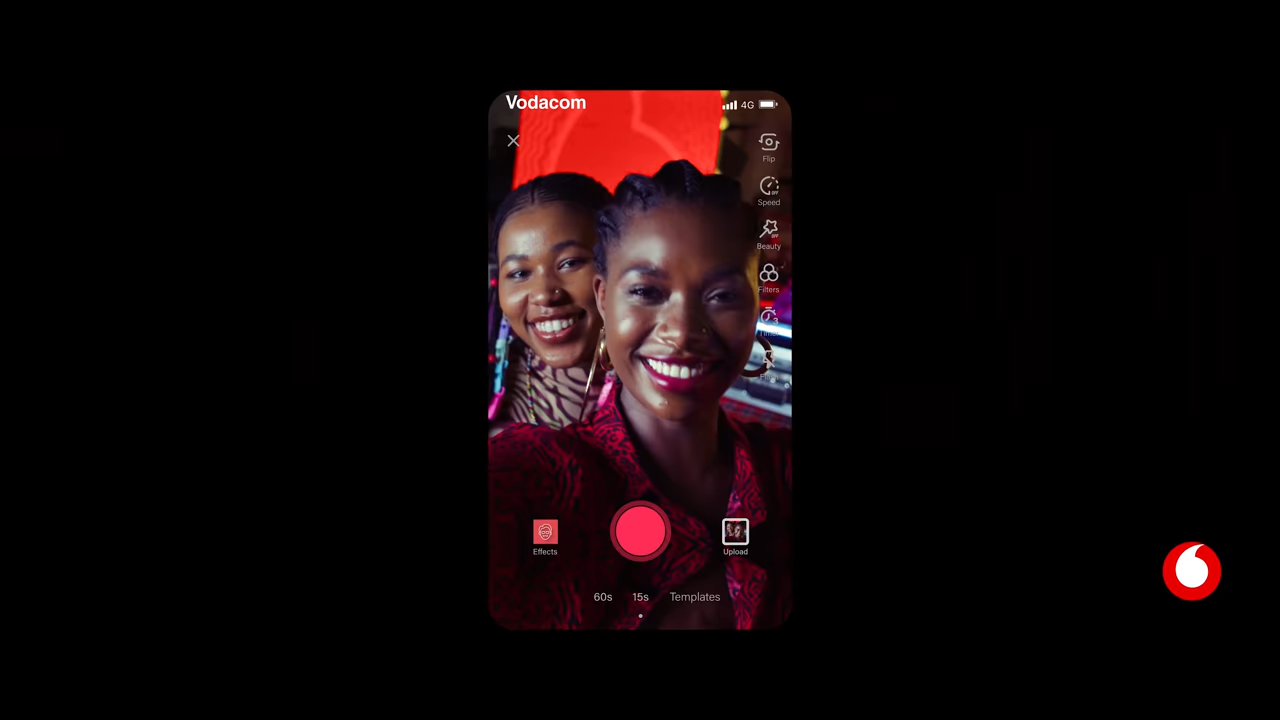 Vodacom
4G
Flip
Speed
Beauty
Filters
Effects
Upload
60s
15s
Templates